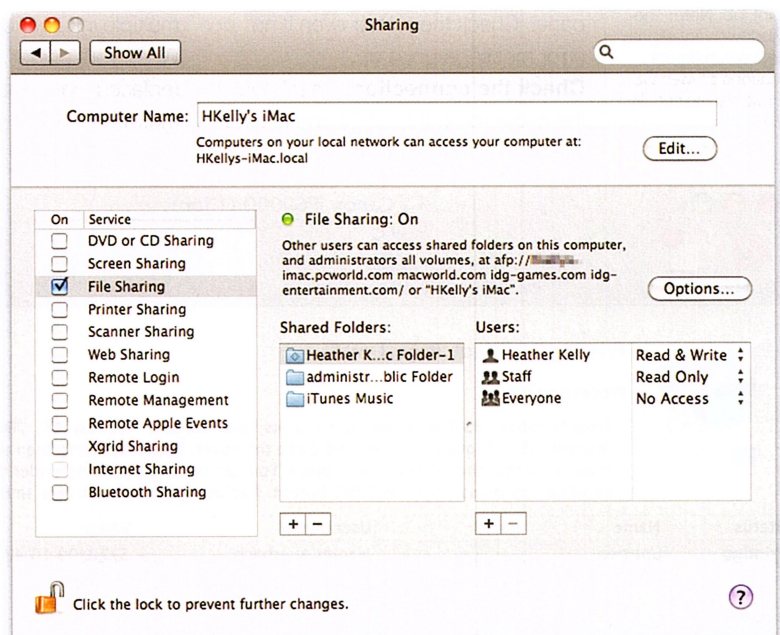 Sharing
Show All
Computer Name: HKelly's iMac
Computers on your local network can access your computer at:
HKellys-iMac.local
Edit...
On Service
DVD or CD Sharing
Screen Sharing
File Sharing
Printer Sharing
Scanner Sharing
Web Sharing
Remote Login
Remote Management
Remote Apple Events
Xgrid Sharing
Internet Sharing
Bluetooth Sharing
File Sharing: On
Other users can access shared folders on this computer,
and administrators all volumes, at afp://
imac.pcworld.com macworld.com idg-games.com idg-
entertainment.com/ or "HKelly's iMac".
Options...
Shared Folders:
Heather K...c Folder-1
administr...blic Folder
iTunes Music
Users:
Heather Kelly Read & Write
Staff Read Only
Everyone No Access
+ −
+ −
Click the lock to prevent further changes.
?